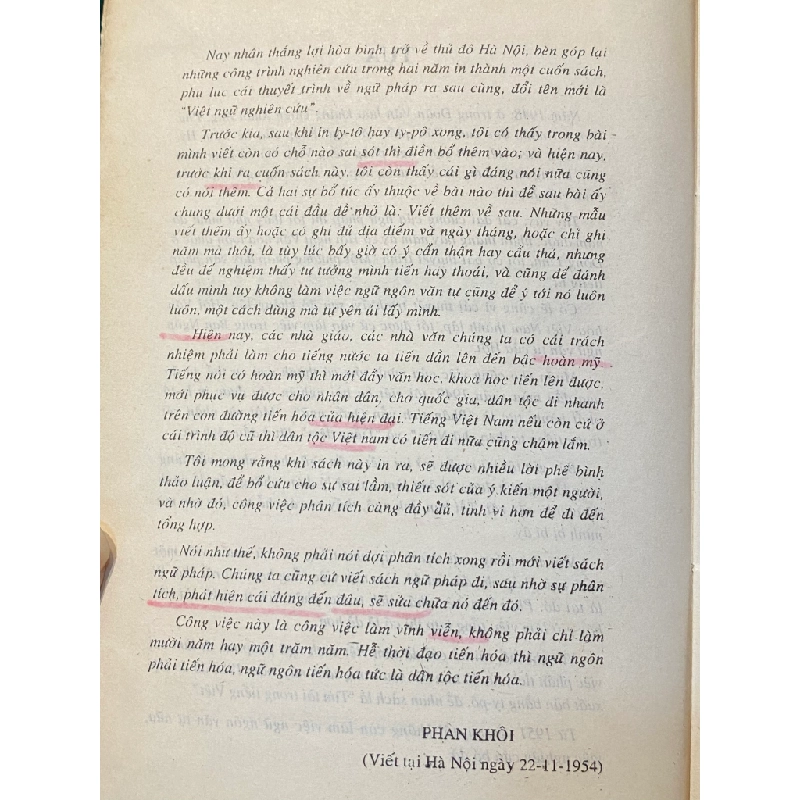 Nay nhân thắng lợi hòa bình, trở về thủ đô Hà Nội, bèn góp lại
những công trình nghiên cứu trong hai năm in thành một cuốn sách,
phụ lục cái thuyết trình về ngữ pháp ra sau cùng, đổi tên mới là
"Việt ngữ nghiên cứu".
Trước kia, sau khi in ly-tô hay ty-pô xong, tôi có thấy trong bài
mình viết còn có chỗ nào sai sót thì điền bổ thêm vào; và hiện nay,
trước khi ra cuốn sách này, tôi còn thấy cái gì đáng nói nữa cũng
có nói thêm. Cả hai sự bổ túc ấy thuộc về bài nào thì để sau bài ấy
chung dưới một cái đầu đề nhỏ là: Viết thêm về sau. Những mẩu
viết thêm ấy hoặc có ghi đủ địa điểm và ngày tháng, hoặc chỉ ghi
năm mà thôi, là tùy lúc bấy giờ có ý cẩn thận hay cẩu thả, nhưng
đều để nghiệm thấy tư tưởng mình tiến hay thoái, và cũng để đánh
dấu mình tuy không làm việc ngữ ngôn văn tự cũng để ý tới nó luôn
luôn, một cách dùng mà tự yên ủi lấy mình.
Hiện nay, các nhà giáo, các nhà văn chúng ta có cái trách
nhiệm phải làm cho tiếng nước ta tiến dần lên đến bậc hoàn mỹ.
Tiếng nói có hoàn mỹ thì mới đẩy văn học, khoa học tiến lên được,
mới phục vụ được cho nhân dân, cho quốc gia, dân tộc đi nhanh
trên con đường tiến hóa của hiện đại. Tiếng Việt Nam nếu còn cứ ở
cái trình độ cũ thì dân tộc Việt nam có tiến đi nữa cũng chậm lắm.
Tôi mong rằng khi sách này in ra, sẽ được nhiều lời phê bình
thảo luận, để bổ cứu cho sự sai lầm, thiếu sót của ý kiến một người,
và nhờ đó, công việc phân tích càng đầy đủ, tinh vi hơn để đi đến
tổng hợp.
Nói như thế, không phải nói đợi phân tích xong rồi mới viết sách
ngữ pháp. Chúng ta cũng cứ viết sách ngữ pháp đi, sau nhờ sự phân
tích, phát hiện cái đúng đến đâu, sẽ sửa chữa nó đến đó.
Công việc này là công việc làm vĩnh viễn, không phải chỉ làm
mười năm hay một trăm năm. Hễ thời đạo tiến hóa thì ngữ ngôn
phải tiến hóa, ngữ ngôn tiến hóa tức là dân tộc tiến hóa.
PHAN KHÔI
(Viết tại Hà Nội ngày 22-11-1954)